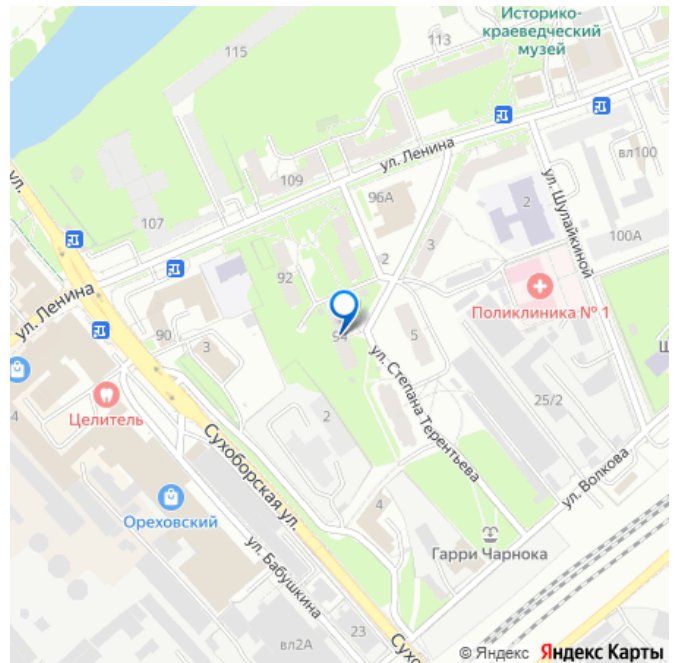 Историко-
краеведческий
музей
113
115
ул. Ленина
вл100
109
96А
2
ул. Шулайкиной
107
3
100А
2
92
Поликлиника № 1
ул. Ленина
94
90
3
5
ул. Степана Терентьева
Целитель
4
2
25/2
Сухоборская ул.
ул. Волкова
Ореховский
4
Гарри Чарнока
ул. Бабушкина
23
вл2А
© Яндекс Яндекс Карты